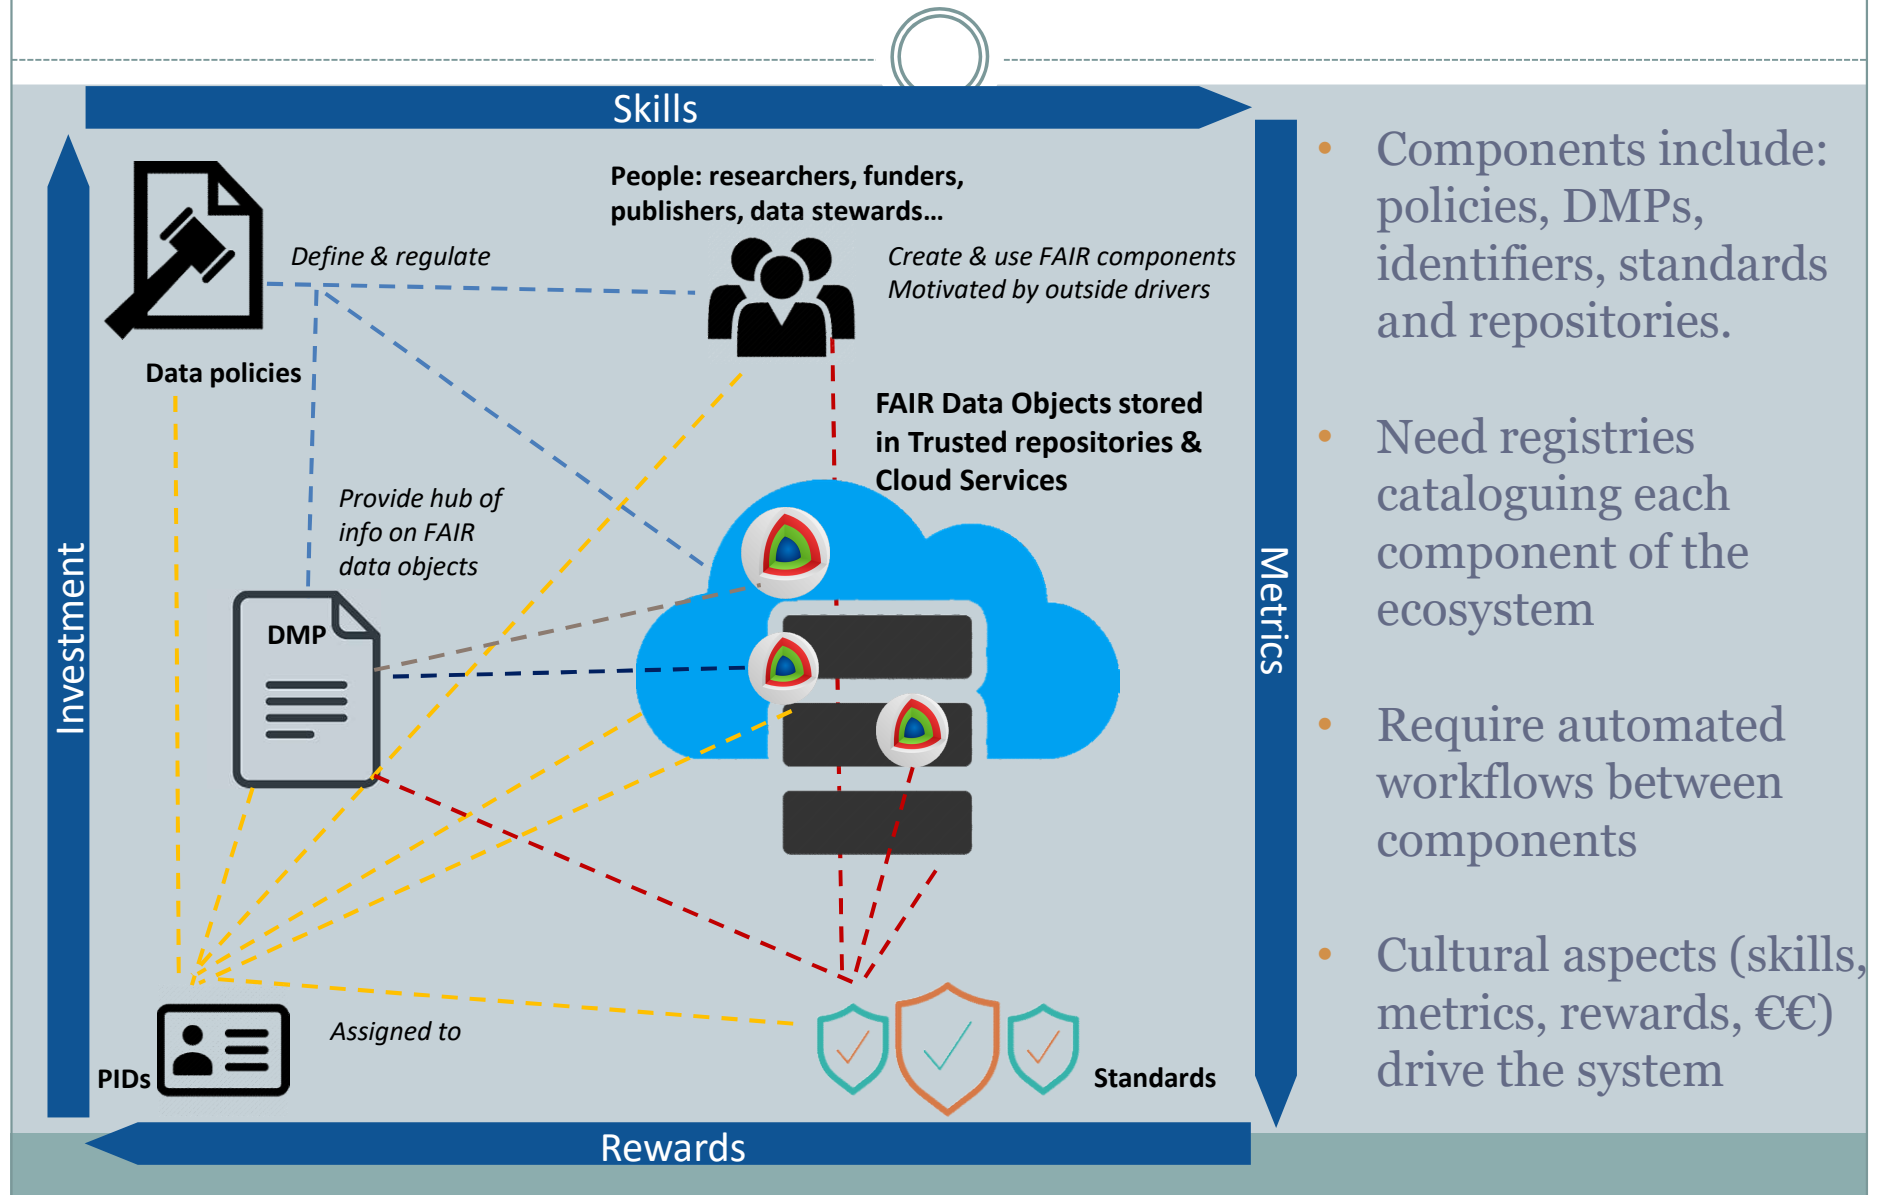 Skills
People: researchers, funders,
publishers, data stewards...
Define & regulate
Create & use FAIR components
Motivated by outside drivers
Data policies
FAIR Data Objects stored
in Trusted repositories &
Cloud Services
Provide hub of
info on FAIR
data objects
DMP
Investment
Metrics
Assigned to
PIDs
Standards
Rewards
• Components include:
policies, DMPs,
identifiers, standards
and repositories.
• Need registries
cataloguing each
component of the
ecosystem
• Require automated
workflows between
components
• Cultural aspects (skills,
metrics, rewards, €€)
drive the system